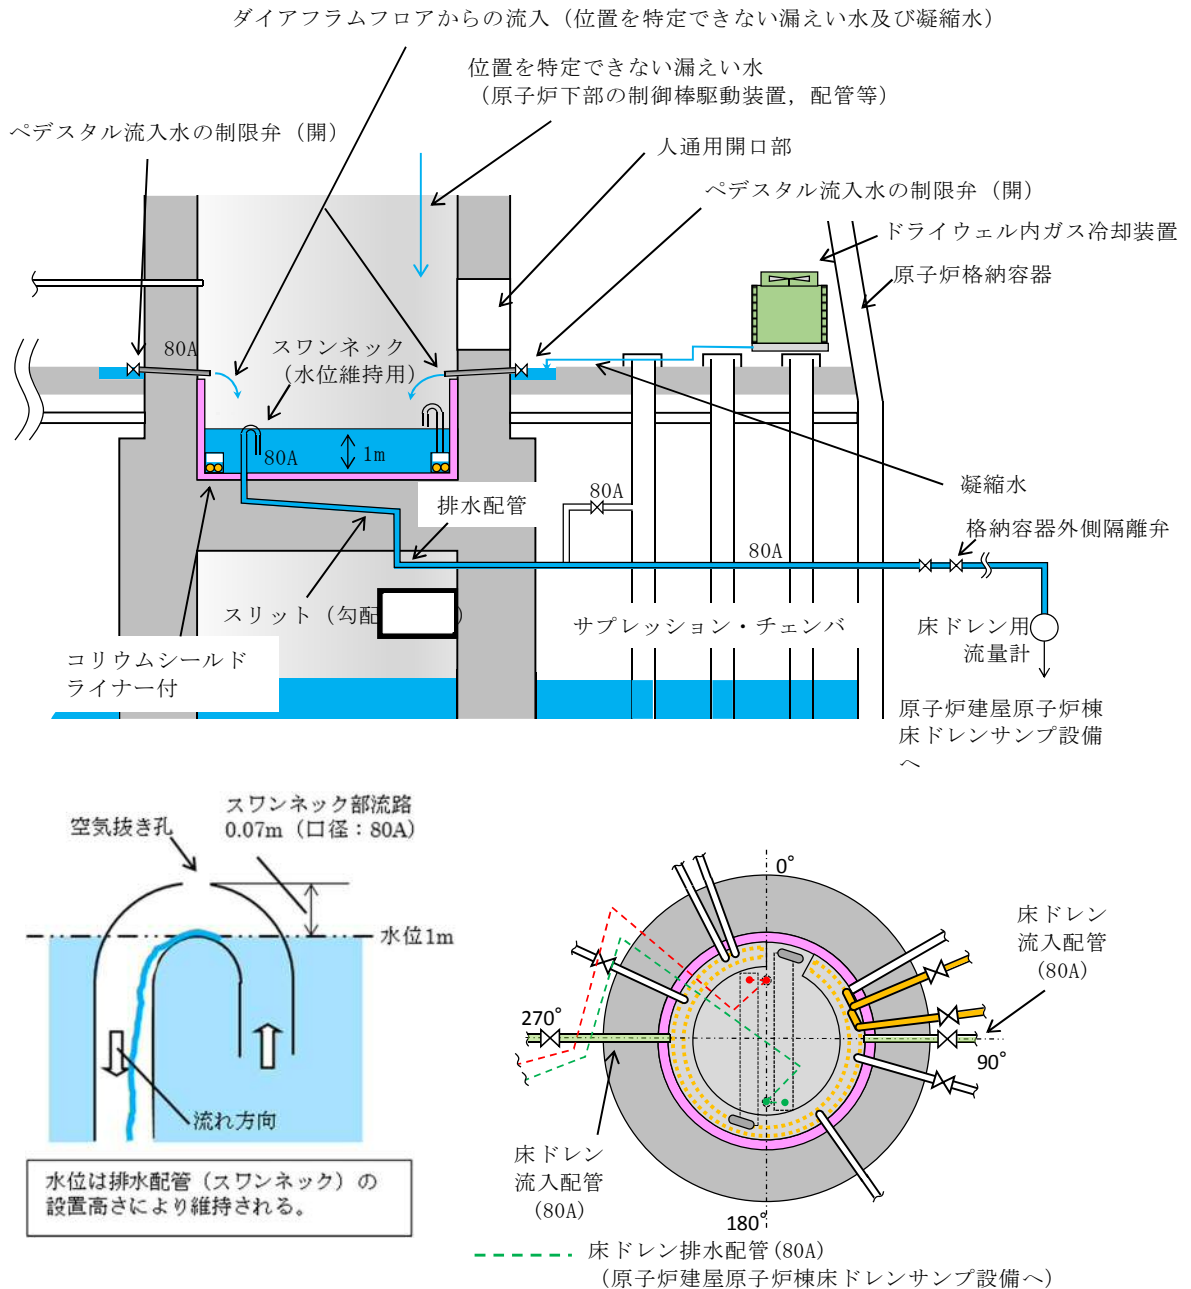 ダイアフラムフロアからの流入（位置を特定できない漏えい水及び凝縮水）
位置を特定できない漏えい水
（原子炉下部の制御棒駆動装置，配管等）
ペデスタル流入水の制限弁（開）
人通用開口部
ペデスタル流入水の制限弁（開）
ドライウェル内ガス冷却装置
原子炉格納容器
80A
スワンネック
（水位維持用）
80A
1m
排水配管
80A
凝縮水
格納容器外側隔離弁
80A
スリット（勾配
）
サプレッション・チェンバ
床ドレン用
流量計
コリウムシールド
ライナー付
原子炉建屋原子炉棟
床ドレンサンプ設備
へ
スワンネック部流路
0.07m（口径：80A）
空気抜き孔
水位1m
流れ方向
水位は排水配管（スワンネック）の
設置高さにより維持される。
0°
床ドレン
流入配管
(80A)
270°
90°
床ドレン
流入配管
(80A)
180°
床ドレン排水配管(80A)
（原子炉建屋原子炉棟床ドレンサンプ設備へ）